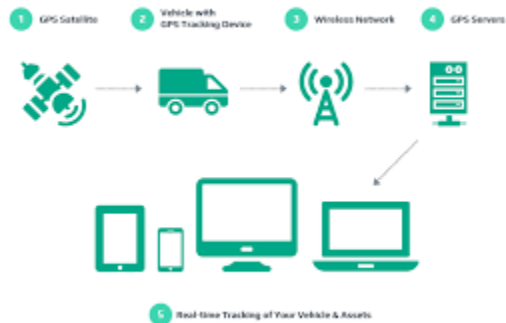 1 GPS Satellite
2 Vehicle with
GPS Tracking Device
3 Wireless Network
4 GPS Servers
5 Real-time Tracking of Your Vehicle & Assets